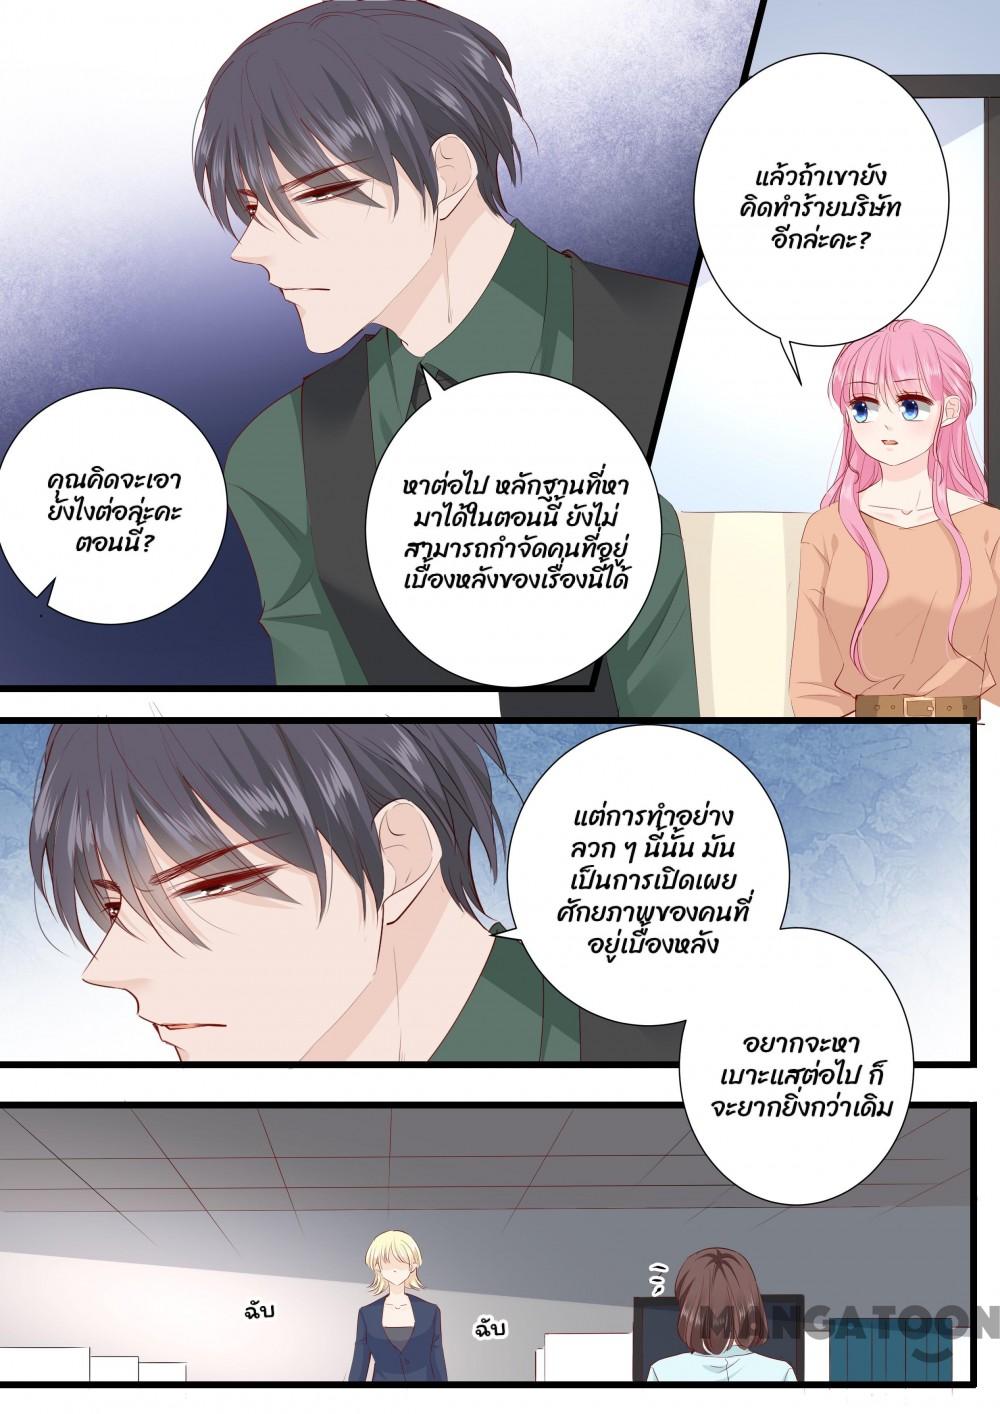 คุณคิดจะเอา
ยังไงต่อล่ะคะ
ตอนนี้?
หาต่อไป หลักฐานที่หา
มาได้ในตอนนี้ ยังไม่
สามารถกำจัดคนที่อยู่
เบื้องหลังของเรื่องนี้ได้
แล้วถ้าเขายัง
คิดทำร้ายบริษัท
อีกล่ะคะ?
แต่การทำอย่าง
ลวก ๆ นี้นั้น มัน
เป็นการเปิดเผย
ศักยภาพของคนที่
อยู่เบื้องหลัง
อยากจะหา
เบาะแสต่อไป ก็
จะยากยิ่งกว่าเดิม
ฉับ
ฉับ
MANGATOON